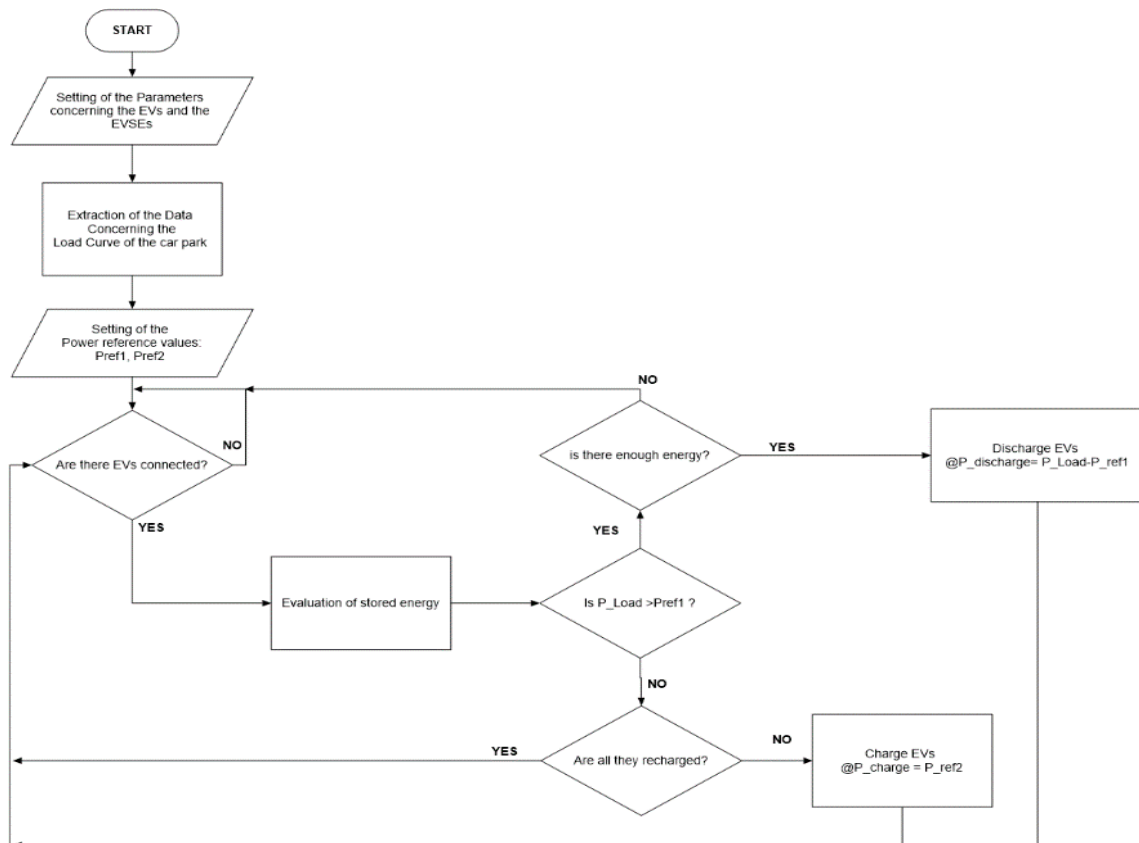 START
Setting of the Parameters
concerning the EVs and the
EVSEs
Extraction of the Data
Concerning the
Load Curve of the car park
Setting of the
Power reference values:
Pref1, Pref2
NO
Are there EVs connected?
NO
is there enough energy?
YES
Discharge EVs
@P_discharge= P_Load-P_ref1
YES
YES
Evaluation of stored energy
Is P_Load >Pref1 ?
NO
YES
Are all they recharged?
NO
Charge EVs
@P_charge = P_ref2